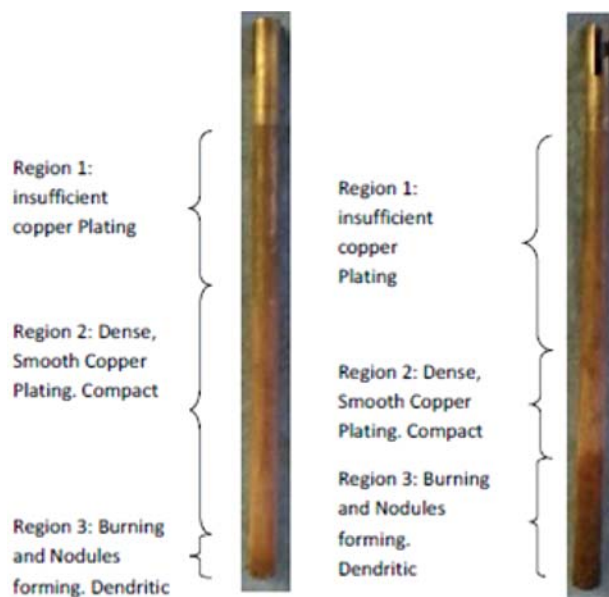 Region 1:
insufficient
copper Plating
Region 2: Dense,
Smooth Copper
Plating. Compact
Region 3: Burning
and Nodules
forming. Dendritic
Region 1:
insufficient
copper
Plating
Region 2: Dense,
Smooth Copper
Plating. Compact
Region 3: Burning
and Nodules
forming.
Dendritic